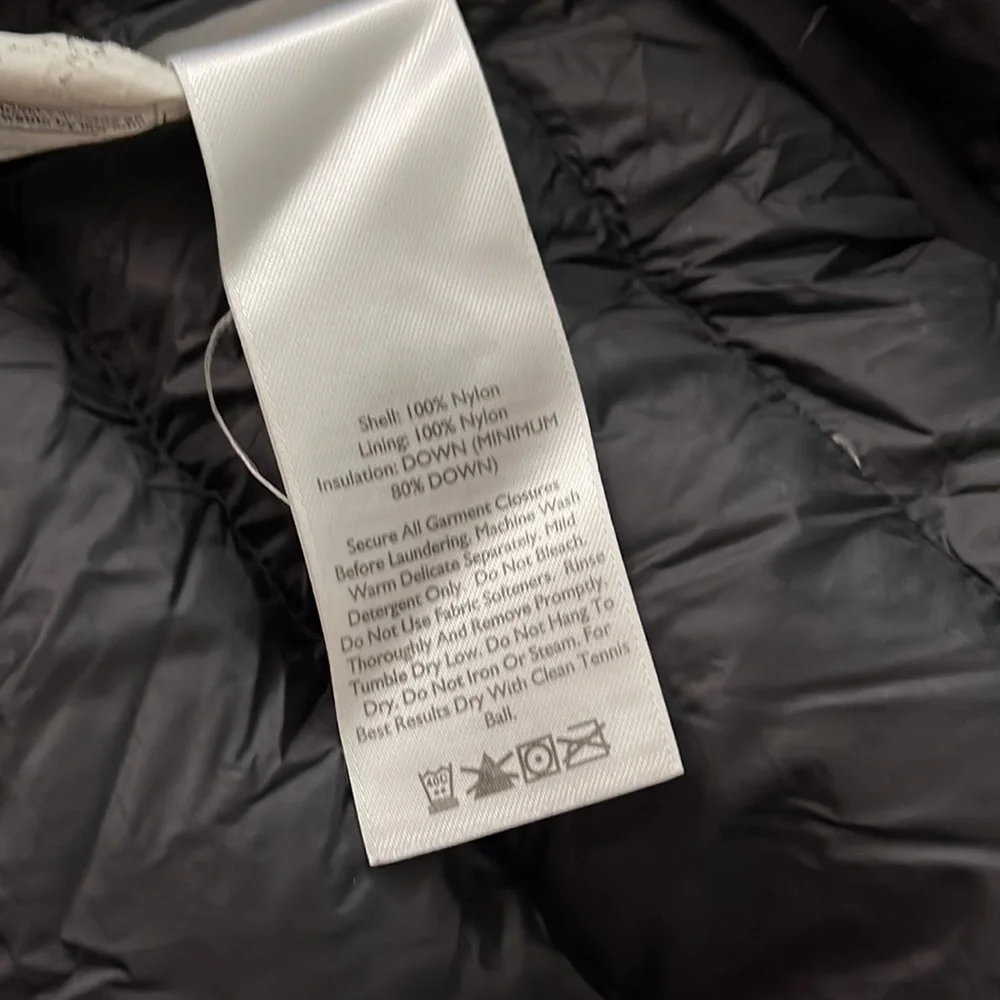 Shell: 100% Nylon
Lining: 100% Nylon
Insulation: DOWN (MINIMUM
80% DOWN)
Secure All Garment Closures
Before Laundering. Machine Wash
Warm Delicate Separately. Mild
Detergent Only. Do Not Bleach.
Do Not Use Fabric Softeners. Rinse
Thoroughly And Remove Promptly.
Tumble Dry Low. Do Not Hang To
Dry. Do Not Iron Or Steam. For
Best Results Dry With Clean Tennis
Ball.
40C